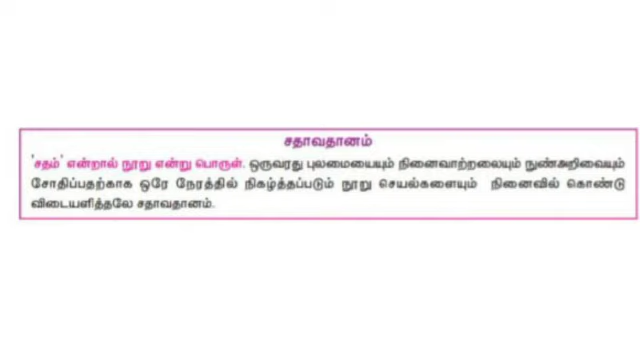 சதாவதானம்
'சதம்' என்றால் நூறு என்று பொருள். ஒருவரது புலமையையும் நினைவாற்றலையும் நுண்அறிவையும்
சோதிப்பதற்காக ஒரே நேரத்தில் நிகழ்த்தப்படும் நூறு செயல்களையும் நினைவில் கொண்டு
விடையளித்தலே சதாவதானம்.